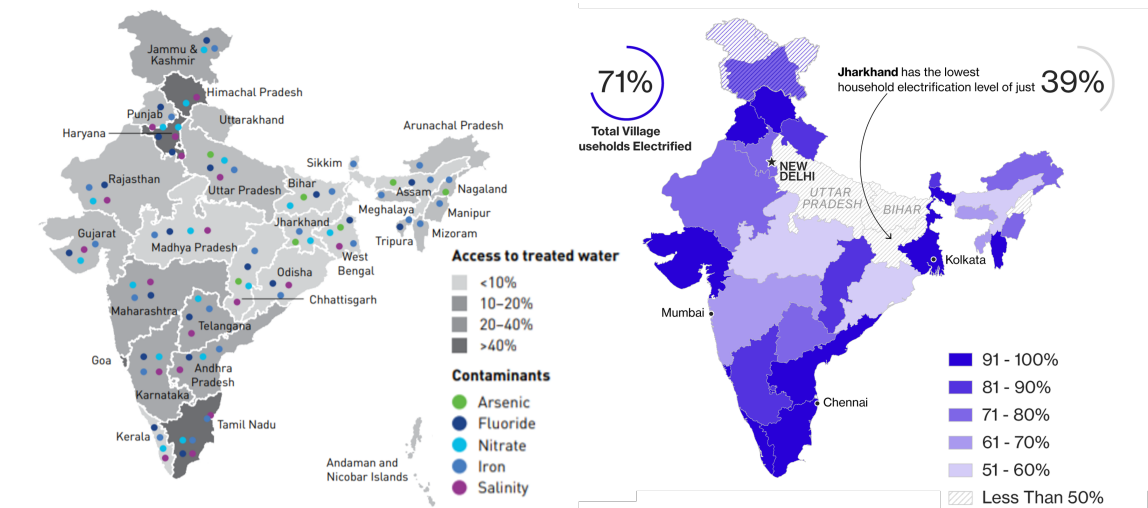 Jammu &
Kashmir
Himachal Pradesh
Punjab
Haryana
Uttarakhand
Arunachal Pradesh
Sikkim
Rajasthan
Uttar Pradesh
Bihar
Assam
Nagaland
Meghalaya
Manipur
Jharkhand
Gujarat
Madhya Pradesh
Tripura
Mizoram
West
Bengal
Odisha
Chhattisgarh
Maharashtra
Telangana
Goa
Andhra
Pradesh
Karnataka
Kerala
Tamil Nadu
Andaman and
Nicobar Islands
Access to treated water
<10%
10–20%
20–40%
>40%
Contaminants
Arsenic
Fluoride
Nitrate
Iron
Salinity
71%
Total Village
useholds Electrified
Jharkhand has the lowest
household electrification level of just
39%
NEW
DELHI
UTTAR
PRADESH
BIHAR
Kolkata
Mumbai
Chennai
91 - 100%
81 - 90%
71 - 80%
61 - 70%
51 - 60%
Less Than 50%